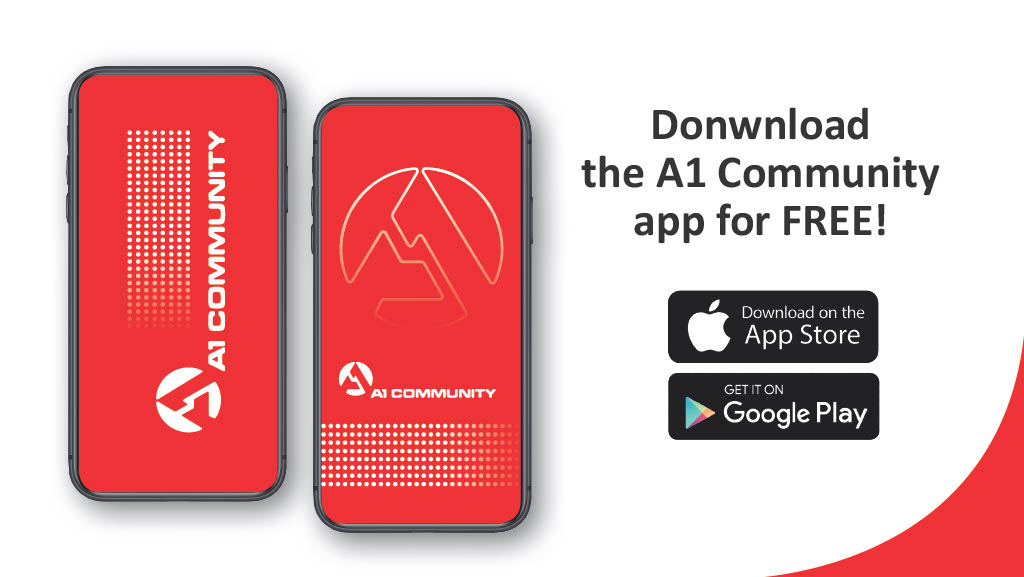 A1 COMMUNITY
A1 COMMUNITY
Donwnload
the A1 Community
app for FREE!
Download on the
App Store
GET IT ON
Google Play